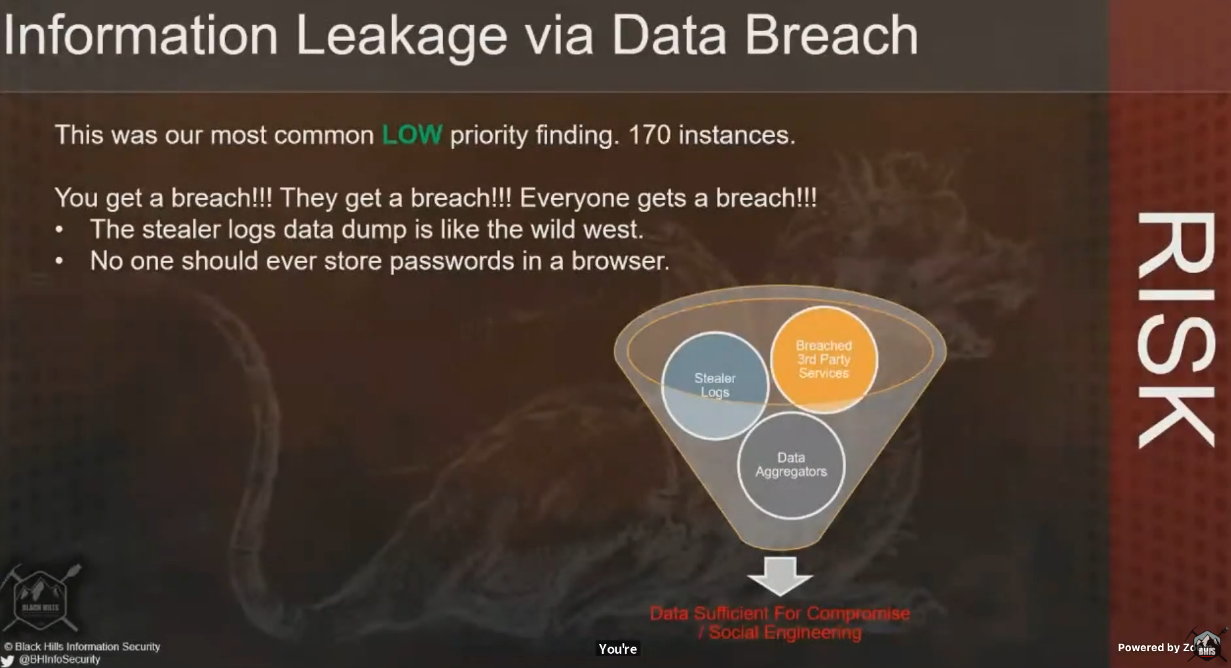 Information Leakage via Data Breach
This was our most common LOW priority finding. 170 instances.
You get a breach!!! They get a breach!!! Everyone gets a breach!!!
• The stealer logs data dump is like the wild west.
• No one should ever store passwords in a browser.
RISK
Breached
3rd Party
Services
Stealer
Logs
Data
Aggregators
Data Sufficient For Compromise
/ Social Engineering
BLACK HILLS
© Black Hills Information Security
@BHInfoSecurity
You're
Powered by Zo
BHIS